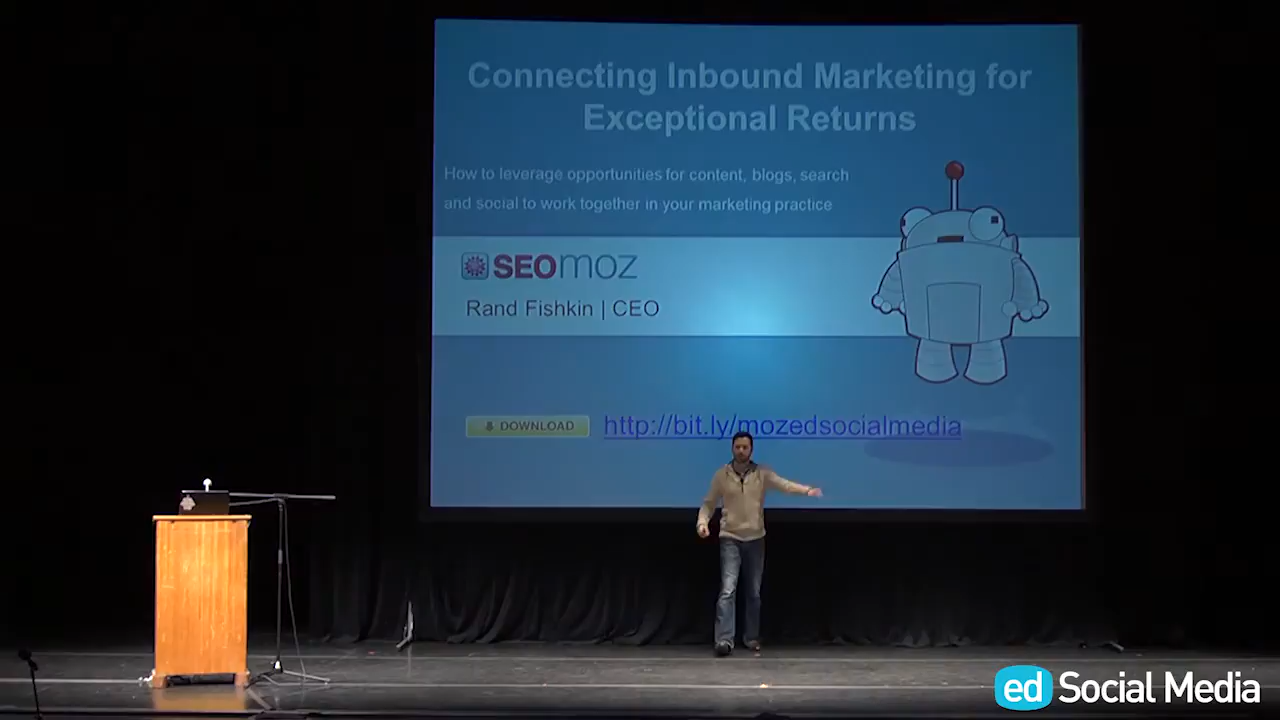 Connecting Inbound Marketing for
Exceptional Returns
How to leverage opportunities for content, blogs, search
and social to work together in your marketing practice
SEOmoz
Rand Fishkin | CEO
DOWNLOAD http://bit.ly/mozedsocialmedia
ed Social Media